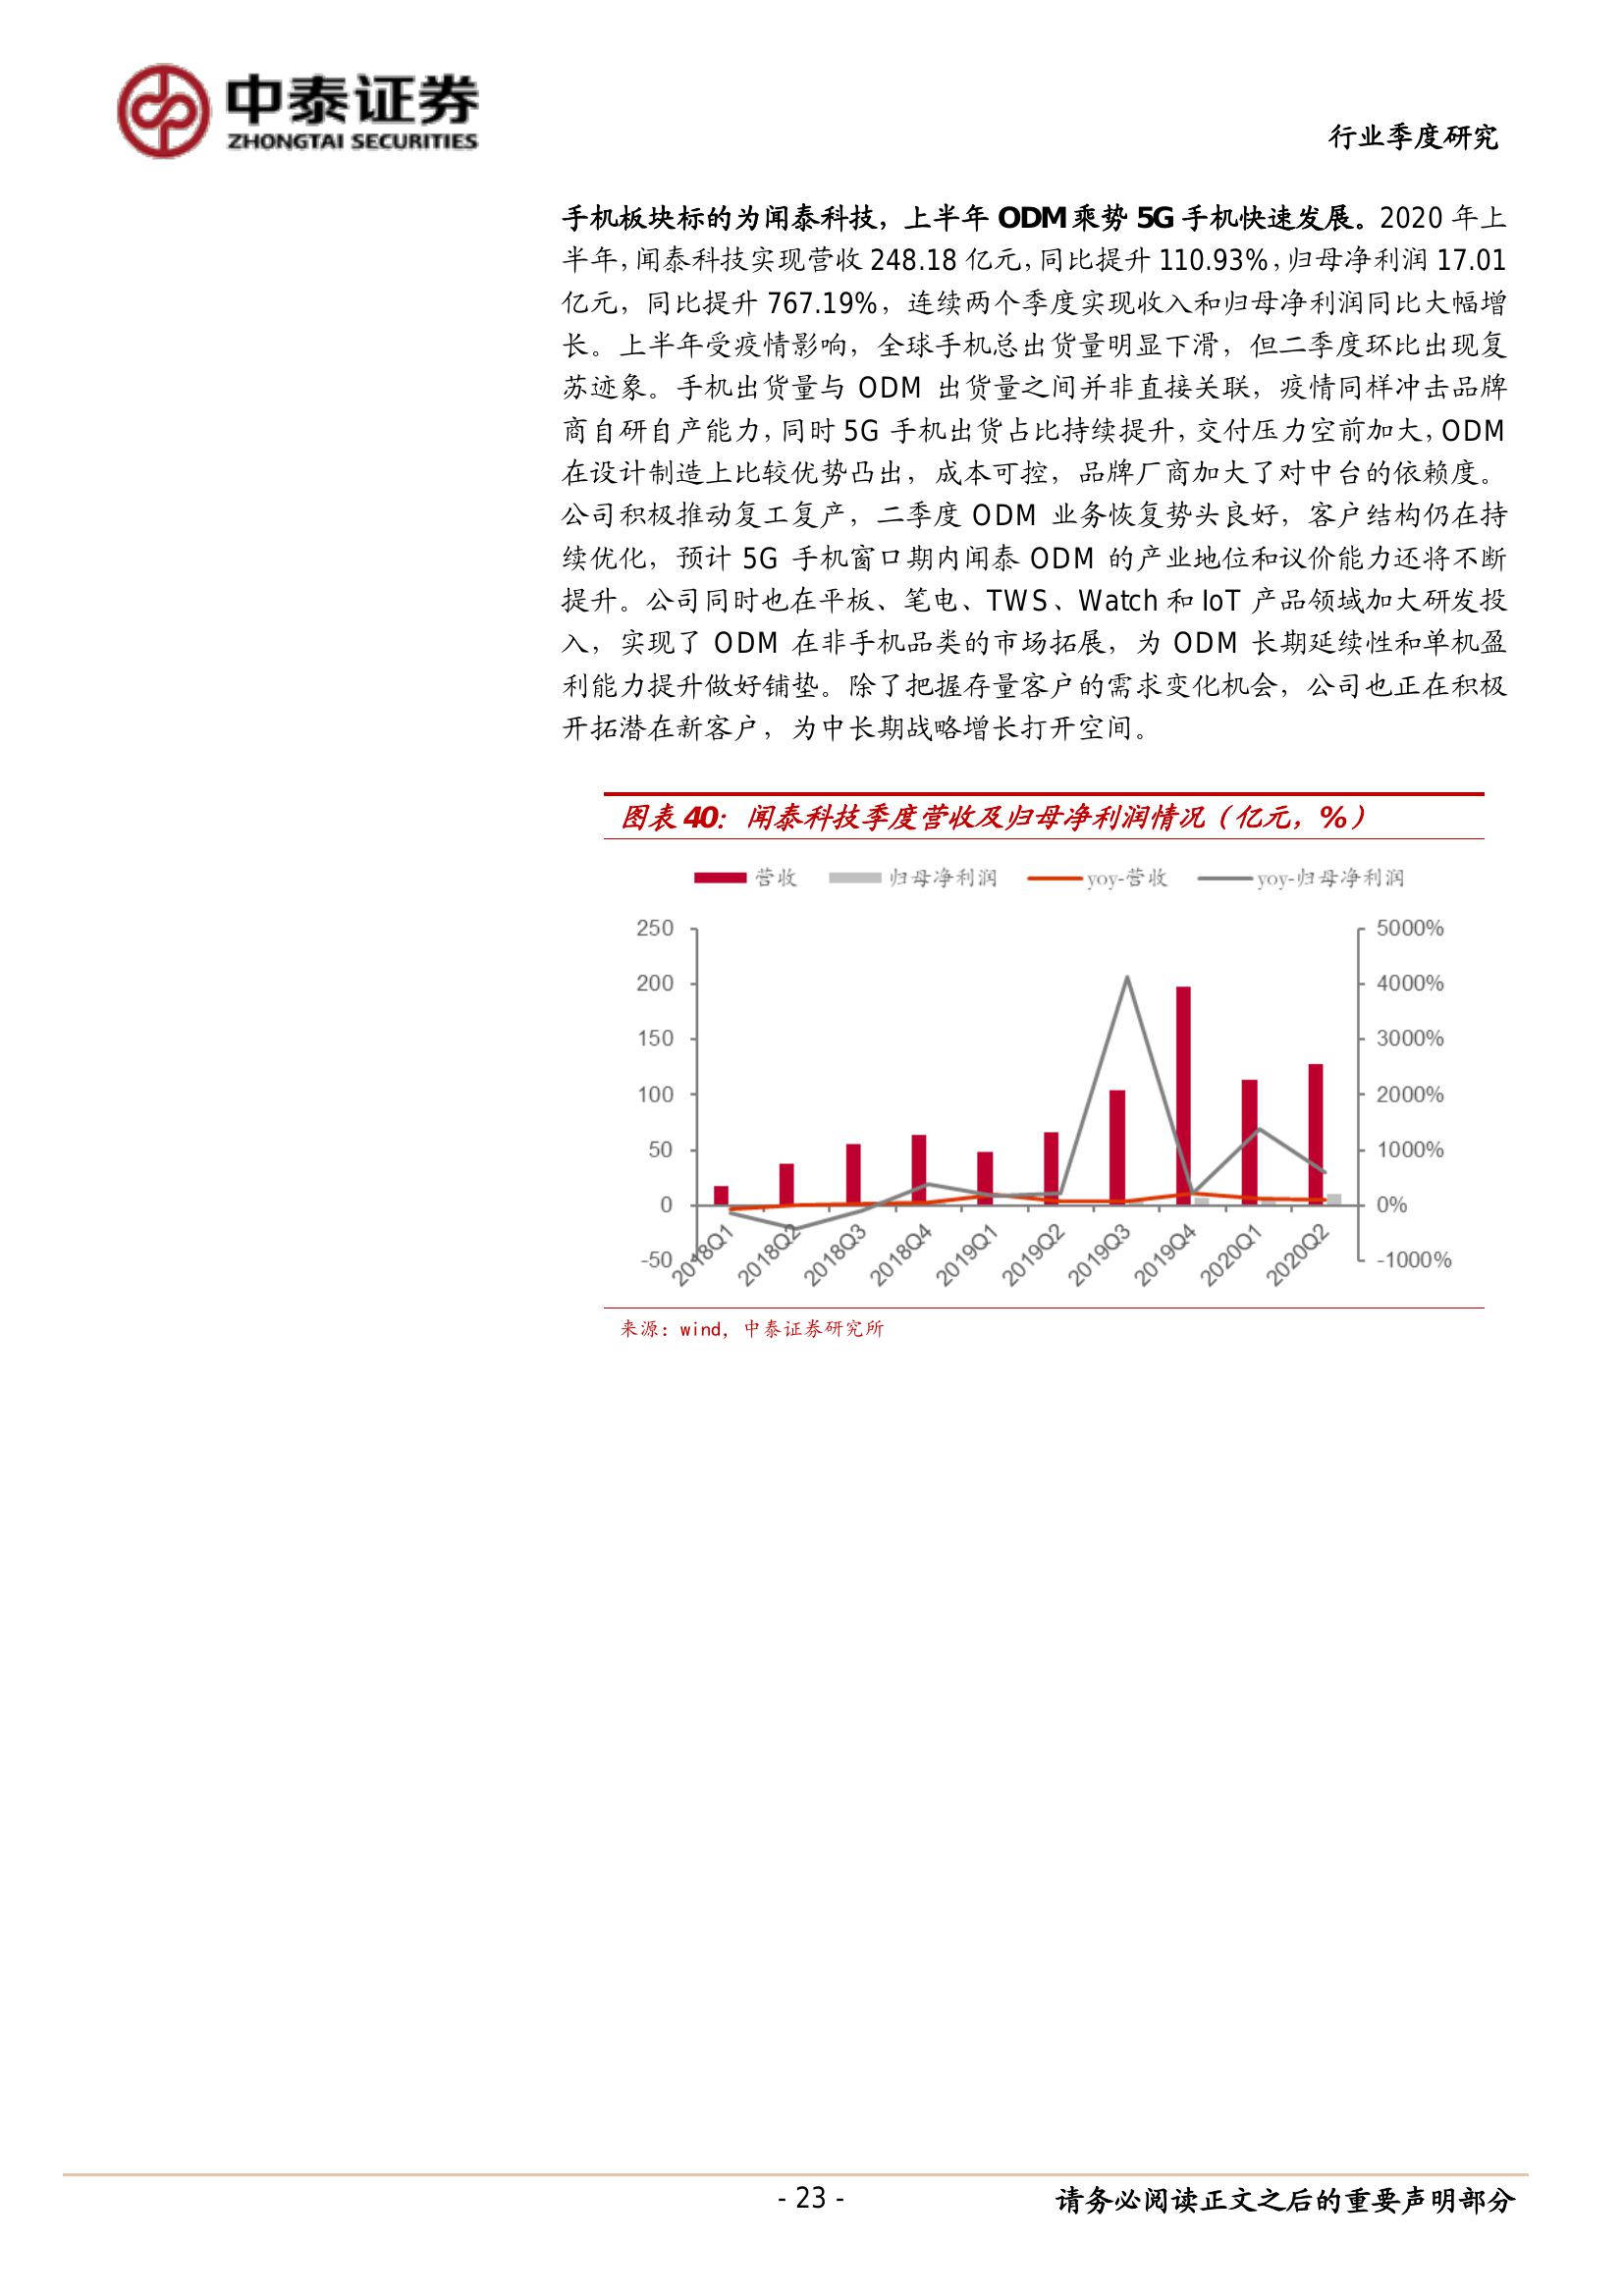 中泰证券
ZHONGTAI SECURITIES
行业季度研究
手机板块标的为闻泰科技，上半年 ODM 乘势 5G 手机快速发展。2020 年上
半年，闻泰科技实现营收 248.18 亿元，同比提升 110.93%，归母净利润 17.01
亿元，同比提升 767.19%，连续两个季度实现收入和归母净利润同比大幅增
长。上半年受疫情影响，全球手机总出货量明显下滑，但二季度环比出现复
苏迹象。手机出货量与 ODM 出货量之间并非直接关联，疫情同样冲击品牌
商自研自产能力，同时 5G 手机出货占比持续提升，交付压力空前加大，ODM
在设计制造上比较优势凸出，成本可控，品牌厂商加大了对中台的依赖度。
公司积极推动复工复产，二季度 ODM 业务恢复势头良好，客户结构仍在持
续优化，预计 5G 手机窗口期内闻泰 ODM 的产业地位和议价能力还将不断
提升。公司同时也在平板、笔电、TWS、Watch 和 IoT 产品领域加大研发投
入，实现了 ODM 在非手机品类的市场拓展，为 ODM 长期延续性和单机盈
利能力提升做好铺垫。除了把握存量客户的需求变化机会，公司也正在积极
开拓潜在新客户，为中长期战略增长打开空间。
图表 40：闻泰科技季度营收及归母净利润情况（亿元，%）
营收 归母净利润 yoy-营收 yoy-归母净利润
250 5000%
200 4000%
150 3000%
100 2000%
50 1000%
0 0%
-50 -1000%
2018Q1 2018Q2 2018Q3 2018Q4 2019Q1 2019Q2 2019Q3 2019Q4 2020Q1 2020Q2
来源：wind，中泰证券研究所
- 23 -
请务必阅读正文之后的重要声明部分